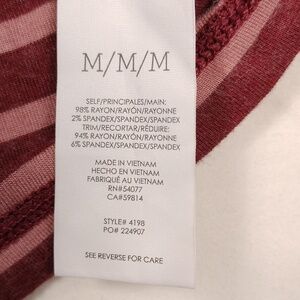 M/M/M
SELF/PRINCIPALES/MAIN:
98% RAYON/RAYON/RAYONNE
2% SPANDEX/SPANDEX/SPANDEX
TRIM/RECORTAR/RÉDUIRE:
94% RAYON/RAYON/RAYONNE
6% SPANDEX/SPANDEX/SPANDEX
MADE IN VIETNAM
HECHO EN VIETNAM
FABRIQUÉ AU VIETNAM
RN#54077
CA#59814
STYLE# 4198
PO# 224907
SEE REVERSE FOR CARE